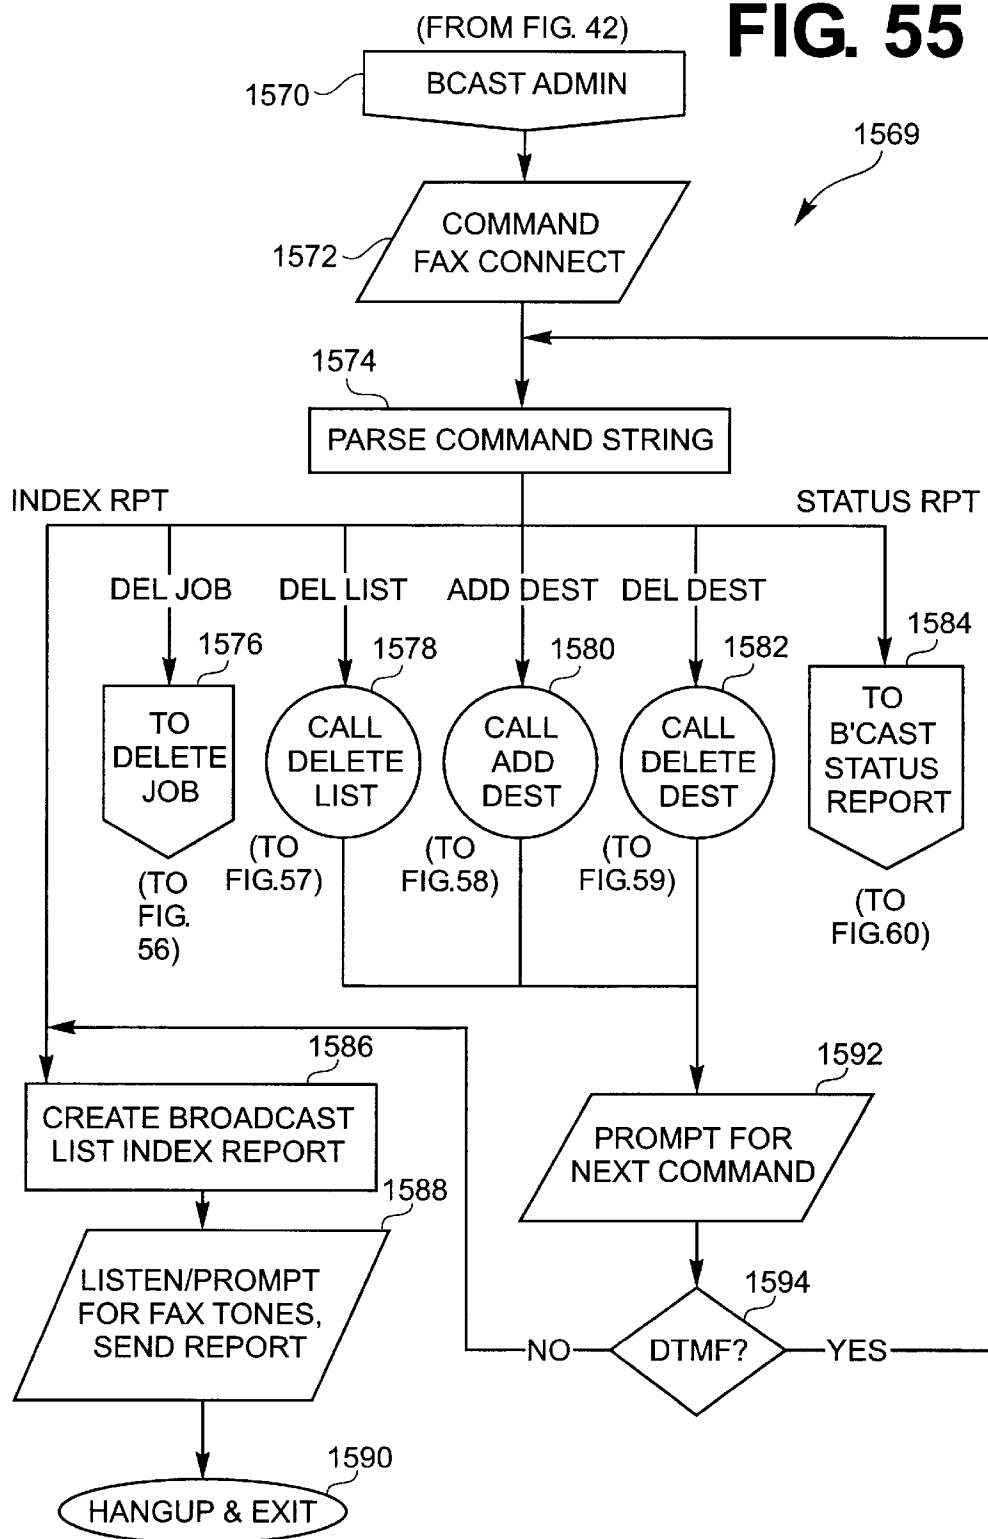 (FROM FIG. 42)
FIG. 55
BCAST ADMIN
1570
1569
COMMAND
FAX CONNECT
1572
1574
PARSE COMMAND STRING
INDEX RPT
STATUS RPT
DEL JOB
DEL LIST
ADD DEST
DEL DEST
1576
1578
1580
1582
1584
TO
DELETE
JOB
CALL
DELETE
LIST
CALL
ADD
DEST
CALL
DELETE
DEST
TO
B'CAST
STATUS
REPORT
(TO
FIG.
56)
(TO
FIG.57)
(TO
FIG.58)
(TO
FIG.59)
(TO
FIG.60)
1586
CREATE BROADCAST
LIST INDEX REPORT
1592
PROMPT FOR
NEXT COMMAND
1588
LISTEN/PROMPT
FOR FAX TONES,
SEND REPORT
1594
NO
DTMF?
YES
1590
HANGUP & EXIT